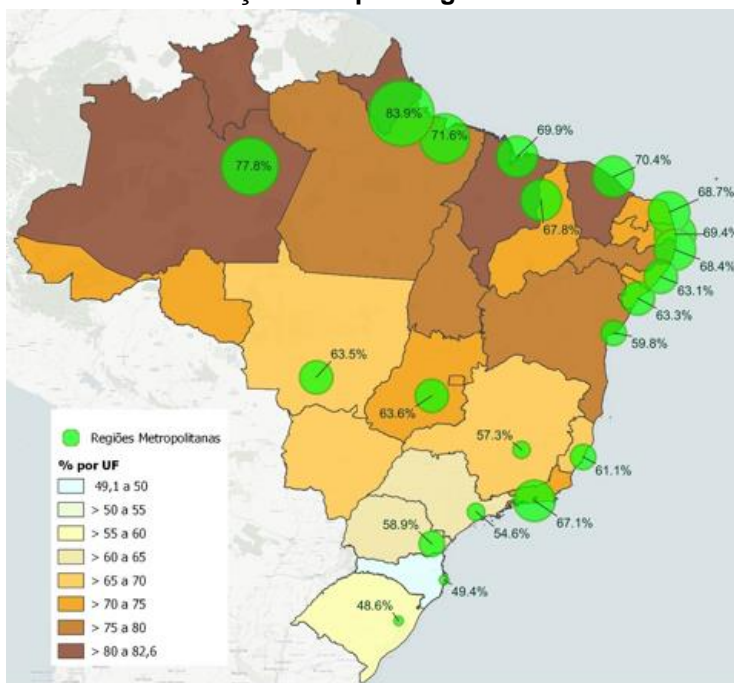 83.9%
71.6%
69.9%
77.8%
70.4%
68.7%
67.8%
69.4%
68.4%
63.1%
63.3%
59.8%
63.5%
63.6%
57.3%
61.1%
67.1%
54.6%
58.9%
49.4%
48.6%
Regiões Metropolitanas
% por UF
49,1 a 50
> 50 a 55
> 55 a 60
> 60 a 65
> 65 a 70
> 70 a 75
> 75 a 80
> 80 a 82,6